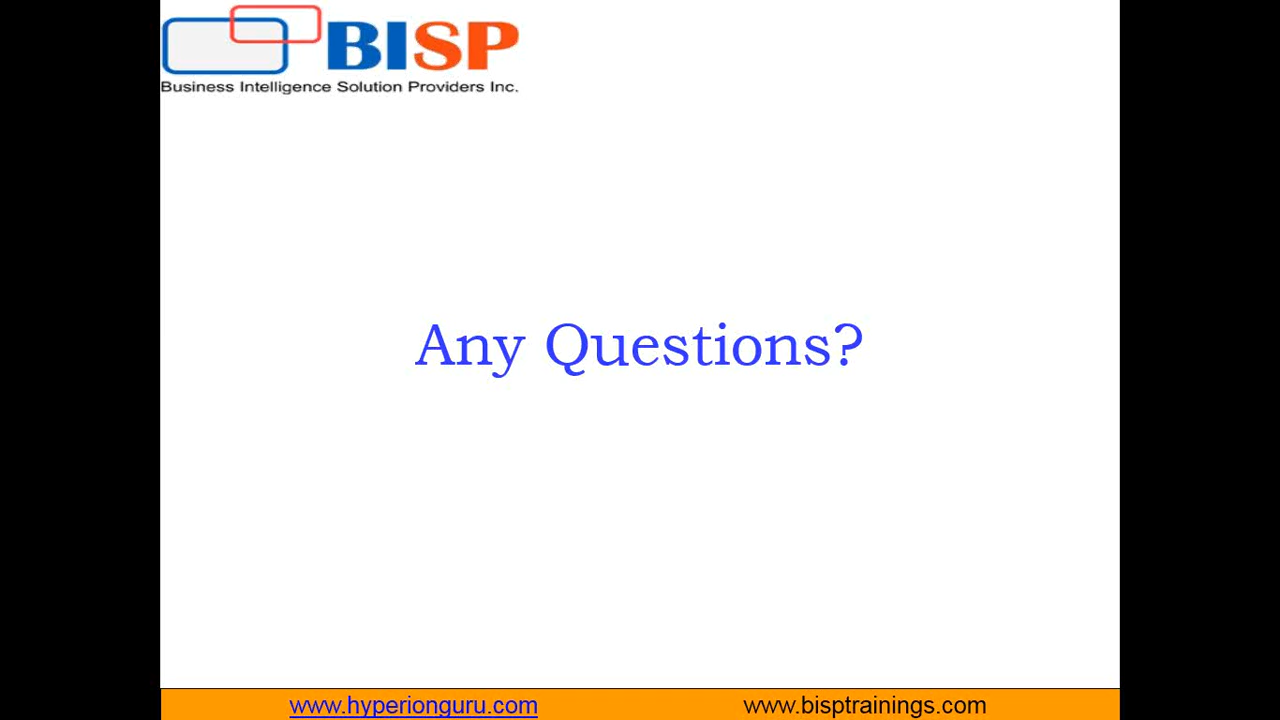 BISP
Business Intelligence Solution Providers Inc.
Any Questions?
www.hyperionguru.com
www.bisptrainings.com